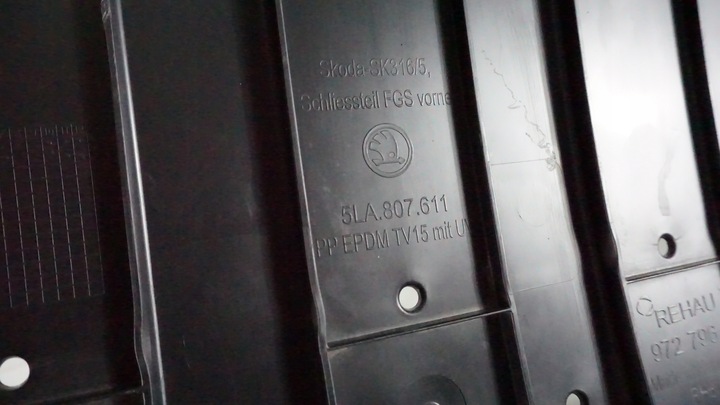 Skoda-SK316/5,
Schliessteil FGS vorne
5LA.807.611
PP EPDM TV15 mit UV
REHAU
972 796